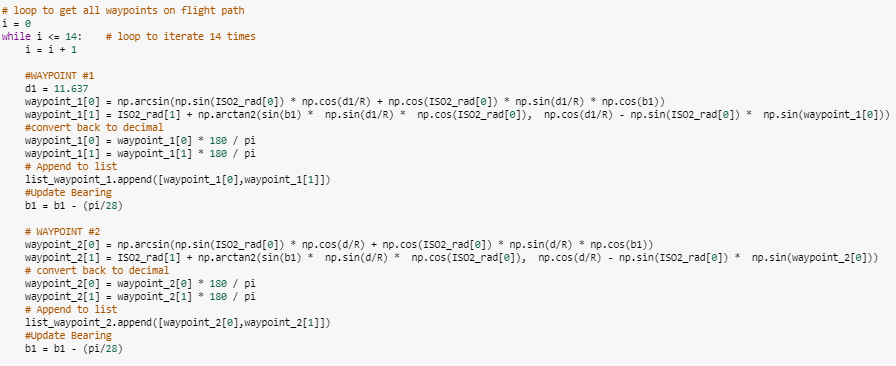 # loop to get all waypoints on flight path
i = 0
while i <= 14:    # loop to iterate 14 times
    i = i + 1

    #WAYPOINT #1
    d1 = 11.637
    waypoint_1[0] = np.arcsin(np.sin(ISO2_rad[0]) * np.cos(d1/R) + np.cos(ISO2_rad[0]) * np.sin(d1/R) * np.cos(b1))
    waypoint_1[1] = ISO2_rad[1] + np.arctan2(sin(b1) *  np.sin(d1/R) *  np.cos(ISO2_rad[0]),  np.cos(d1/R) - np.sin(ISO2_rad[0]) *  np.sin(waypoint_1[0]))
    #convert back to decimal
    waypoint_1[0] = waypoint_1[0] * 180 / pi
    waypoint_1[1] = waypoint_1[1] * 180 / pi
    # Append to list
    list_waypoint_1.append([waypoint_1[0],waypoint_1[1]])
    #Update Bearing
    b1 = b1 - (pi/28)

    # WAYPOINT #2
    waypoint_2[0] = np.arcsin(np.sin(ISO2_rad[0]) * np.cos(d/R) + np.cos(ISO2_rad[0]) * np.sin(d/R) * np.cos(b1))
    waypoint_2[1] = ISO2_rad[1] + np.arctan2(sin(b1) *  np.sin(d/R) *  np.cos(ISO2_rad[0]),  np.cos(d/R) - np.sin(ISO2_rad[0]) *  np.sin(waypoint_2[0]))
    # convert back to decimal
    waypoint_2[0] = waypoint_2[0] * 180 / pi
    waypoint_2[1] = waypoint_2[1] * 180 / pi
    # Append to list
    list_waypoint_2.append([waypoint_2[0],waypoint_2[1]])
    #Update Bearing
    b1 = b1 - (pi/28)